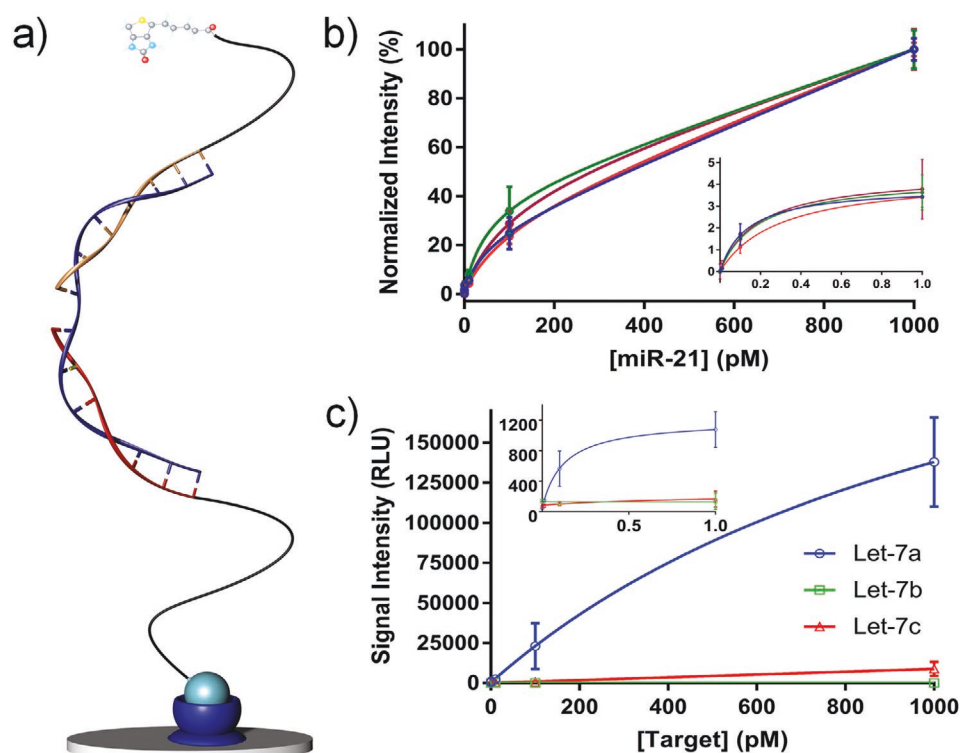 a)
b)
Normalized Intensity (%)
100
80
60
40
20
0
5
4
3
2
1
0
0.2 0.4 0.6 0.8 1.0
0 200 400 600 800 1000
[miR-21] (pM)
c)
Signal Intensity (RLU)
150000
125000
100000
75000
50000
25000
0
1200
800
400
0
0.5 1.0
Let-7a
Let-7b
Let-7c
0 200 400 600 800 1000
[Target] (pM)